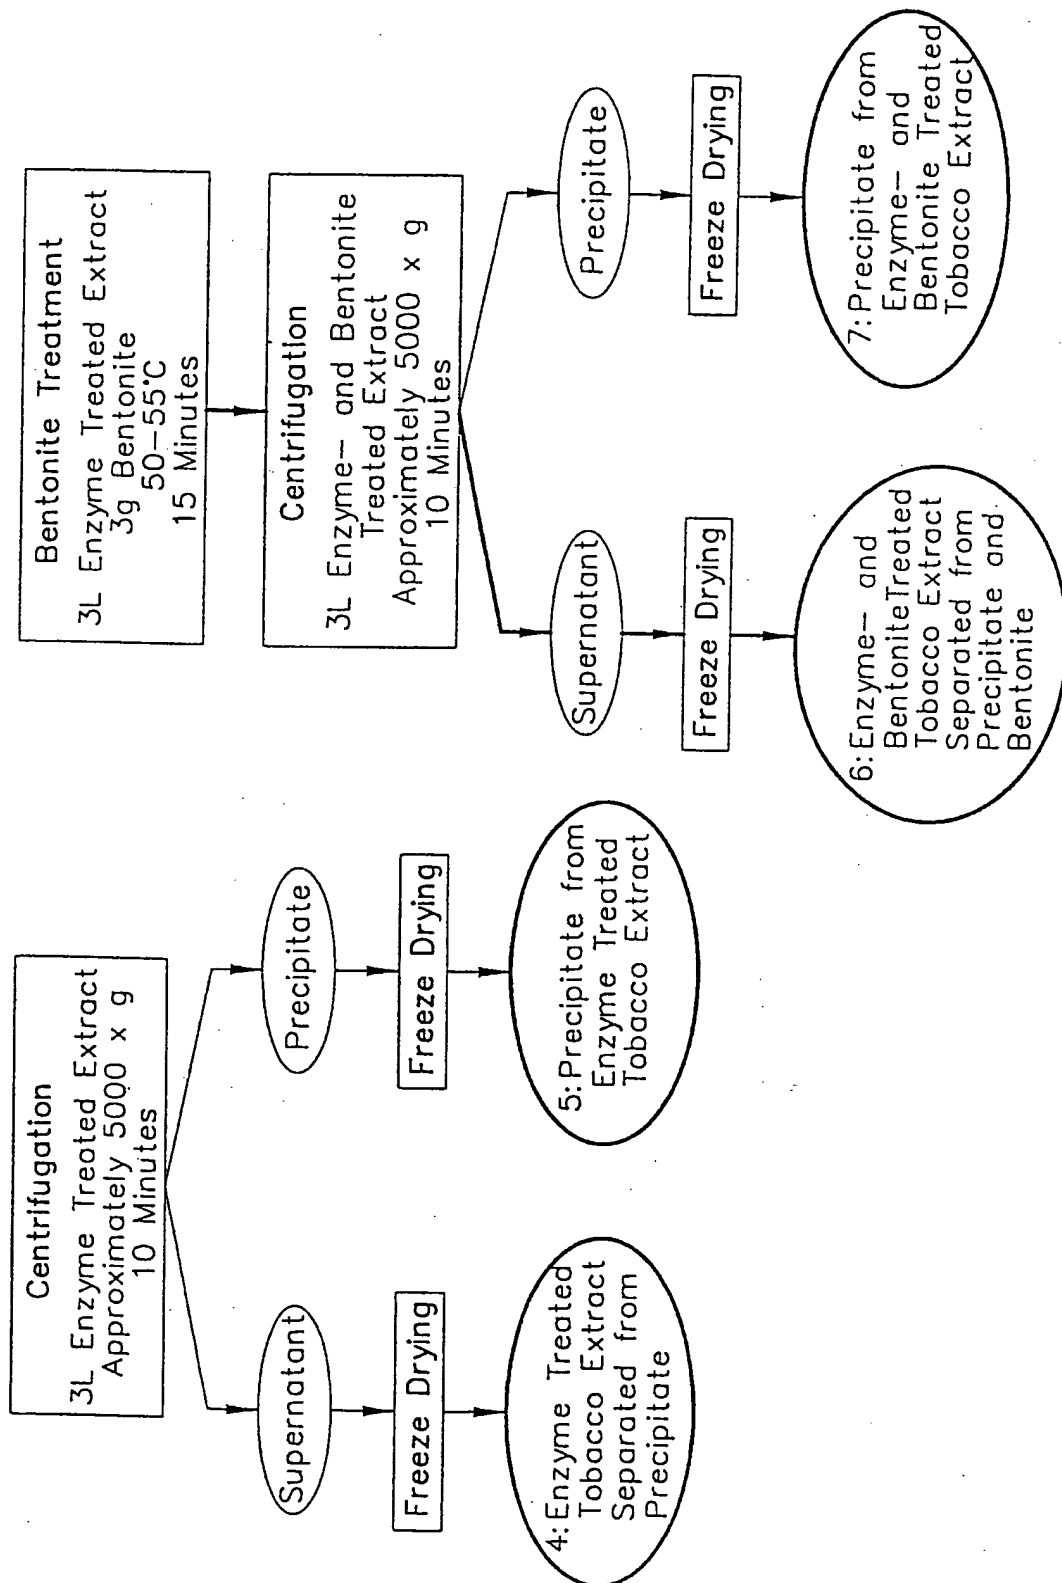 Centrifugation
3L Enzyme Treated Extract
Approximately 5000 x g
10 Minutes
Supernatant
Precipitate
Freeze Drying
Freeze Drying
4:Enzyme Treated
Tobacco Extract
Separated from
Precipitate
5:Precipitate from
Enzyme Treated
Tobacco Extract
Bentonite Treatment
3L Enzyme Treated Extract
3g Bentonite
50-55°C
15 Minutes
Centrifugation
3L Enzyme- and Bentonite
Treated Extract
Approximately 5000 x g
10 Minutes
Supernatant
Precipitate
Freeze Drying
Freeze Drying
6:Enzyme- and
BentoniteTreated
Tobacco Extract
Separated from
Precipitate and
Bentonite
7:Precipitate from
Enzyme- and
Bentonite Treated
Tobacco Extract